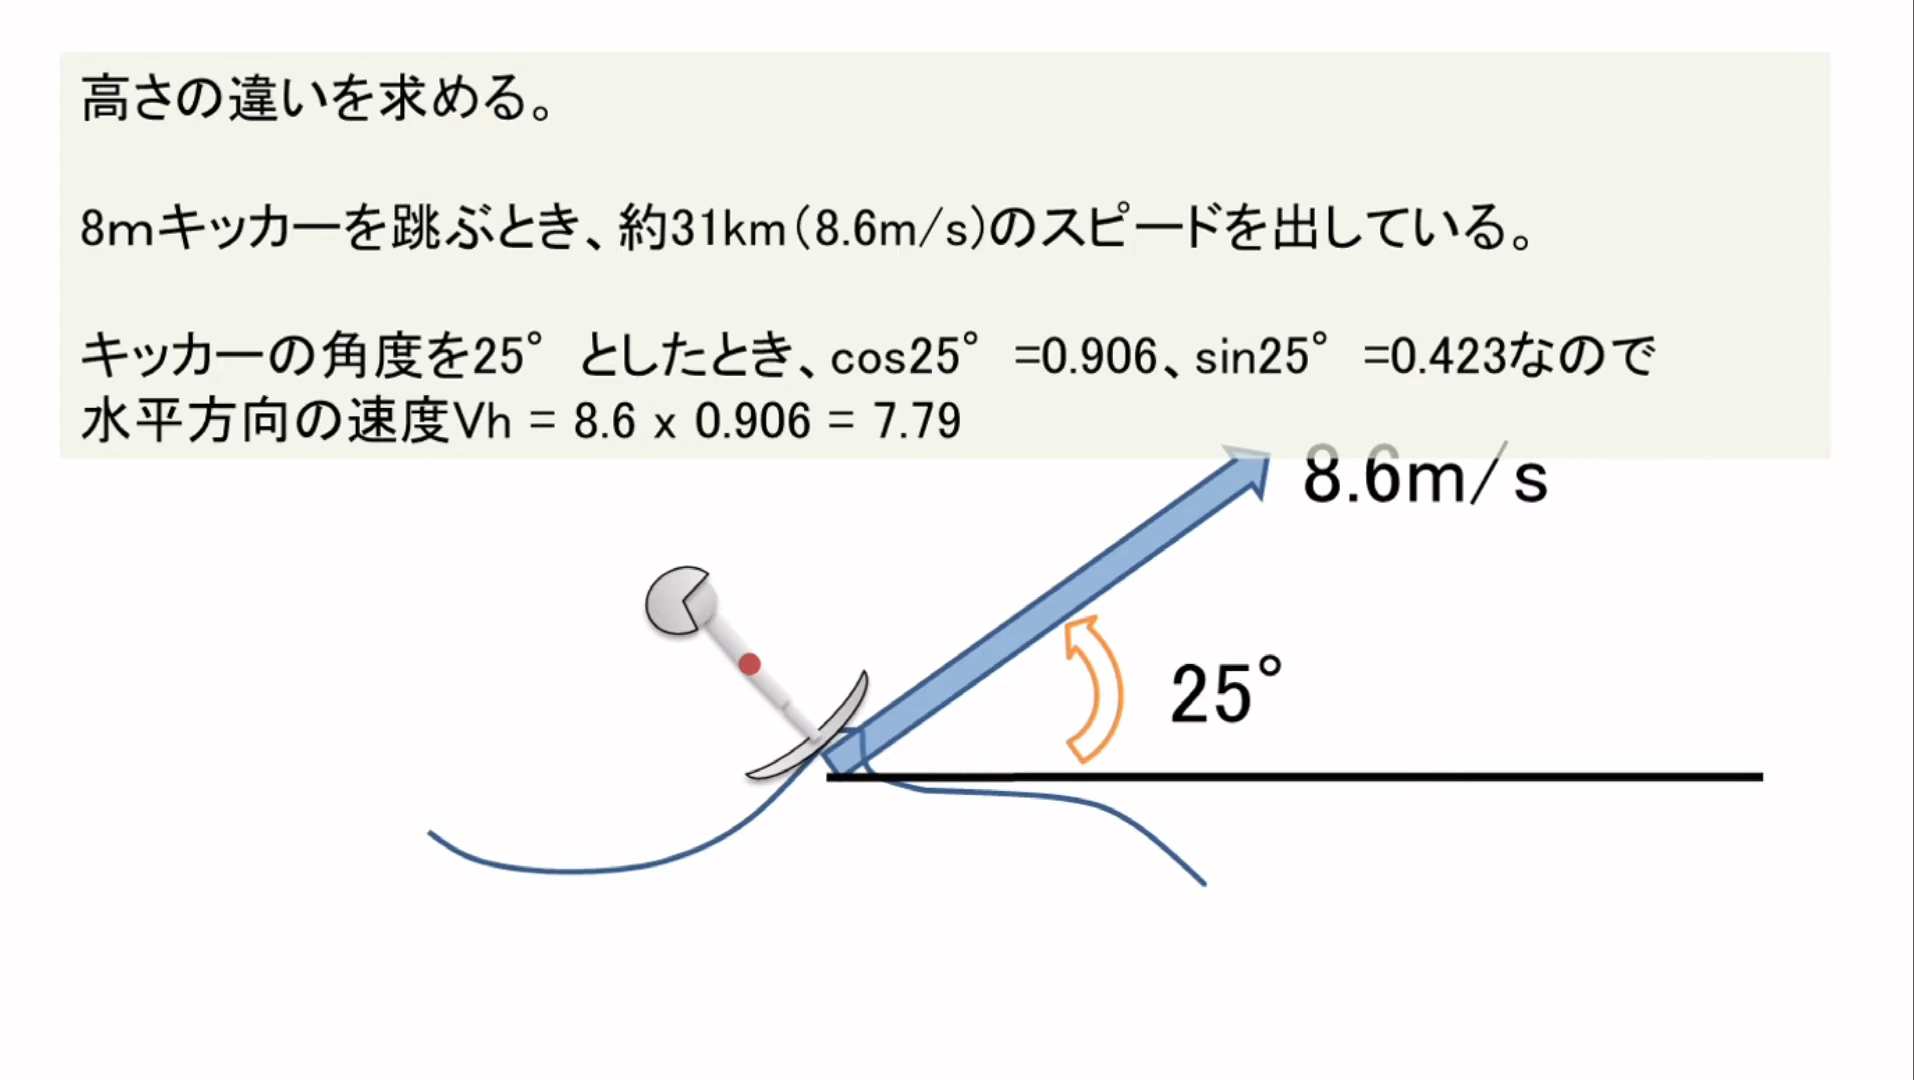 高さの違いを求める。
8mキッカーを跳ぶとき、約31km(8.6m/s)のスピードを出している。
キッカーの角度を25°としたとき、cos25°=0.906、sin25°=0.423なので
水平方向の速度Vh = 8.6 x 0.906 = 7.79
8.6m/s
25°